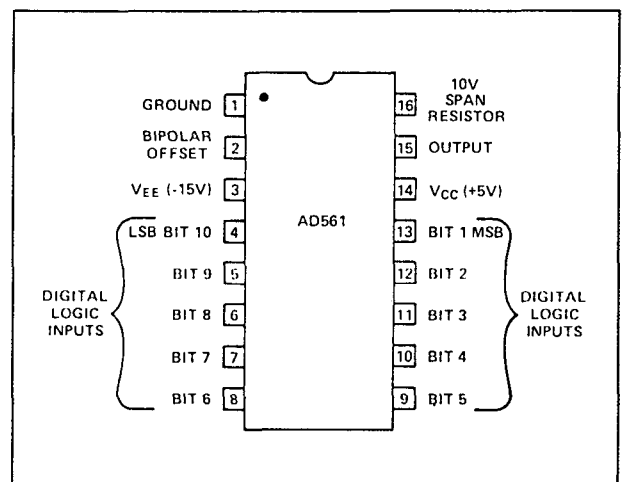 GROUND 1
BIPOLAR
OFFSET 2
VEE (-15V) 3
LSB BIT 10 4
BIT 9 5
BIT 8 6
BIT 7 7
BIT 6 8
DIGITAL
LOGIC
INPUTS
AD561
10V
SPAN
RESISTOR
16
15 OUTPUT
14 VCC (+5V)
13 BIT 1 MSB
12 BIT 2
11 BIT 3
10 BIT 4
9 BIT 5
DIGITAL
LOGIC
INPUTS